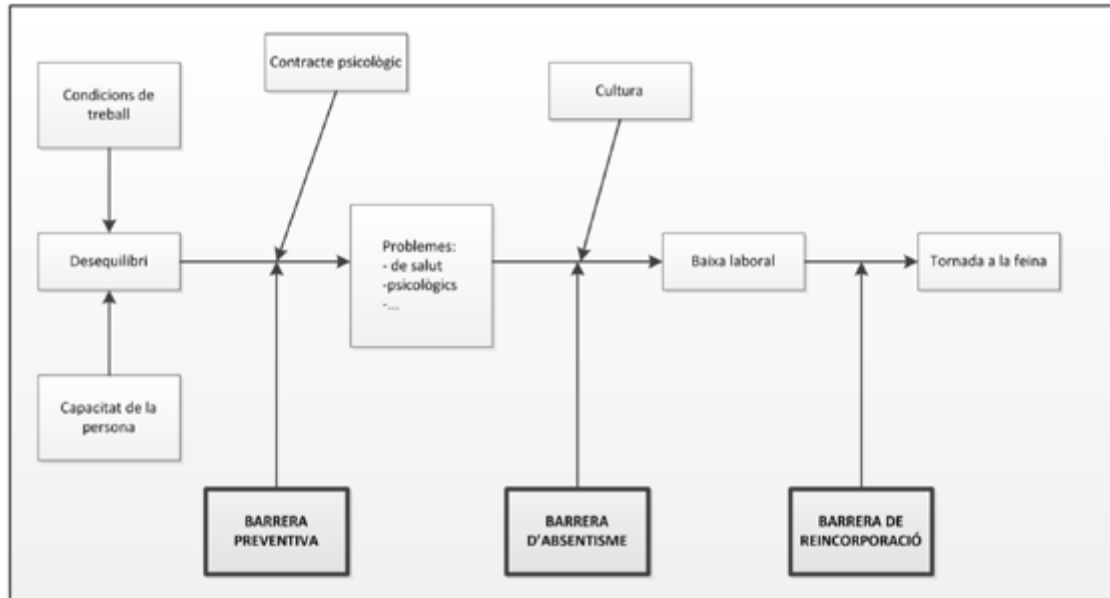 Contracte psicològic
Condicions de
treball
Cultura
Desequilibri
Problemes:
- de salut
-psicològics
-...
Baixa laboral
Tornada a la feina
Capacitat de la
persona
BARRERA
PREVENTIVA
BARRERA
D'ABSENTISME
BARRERA DE
REINCORPORACIÓ